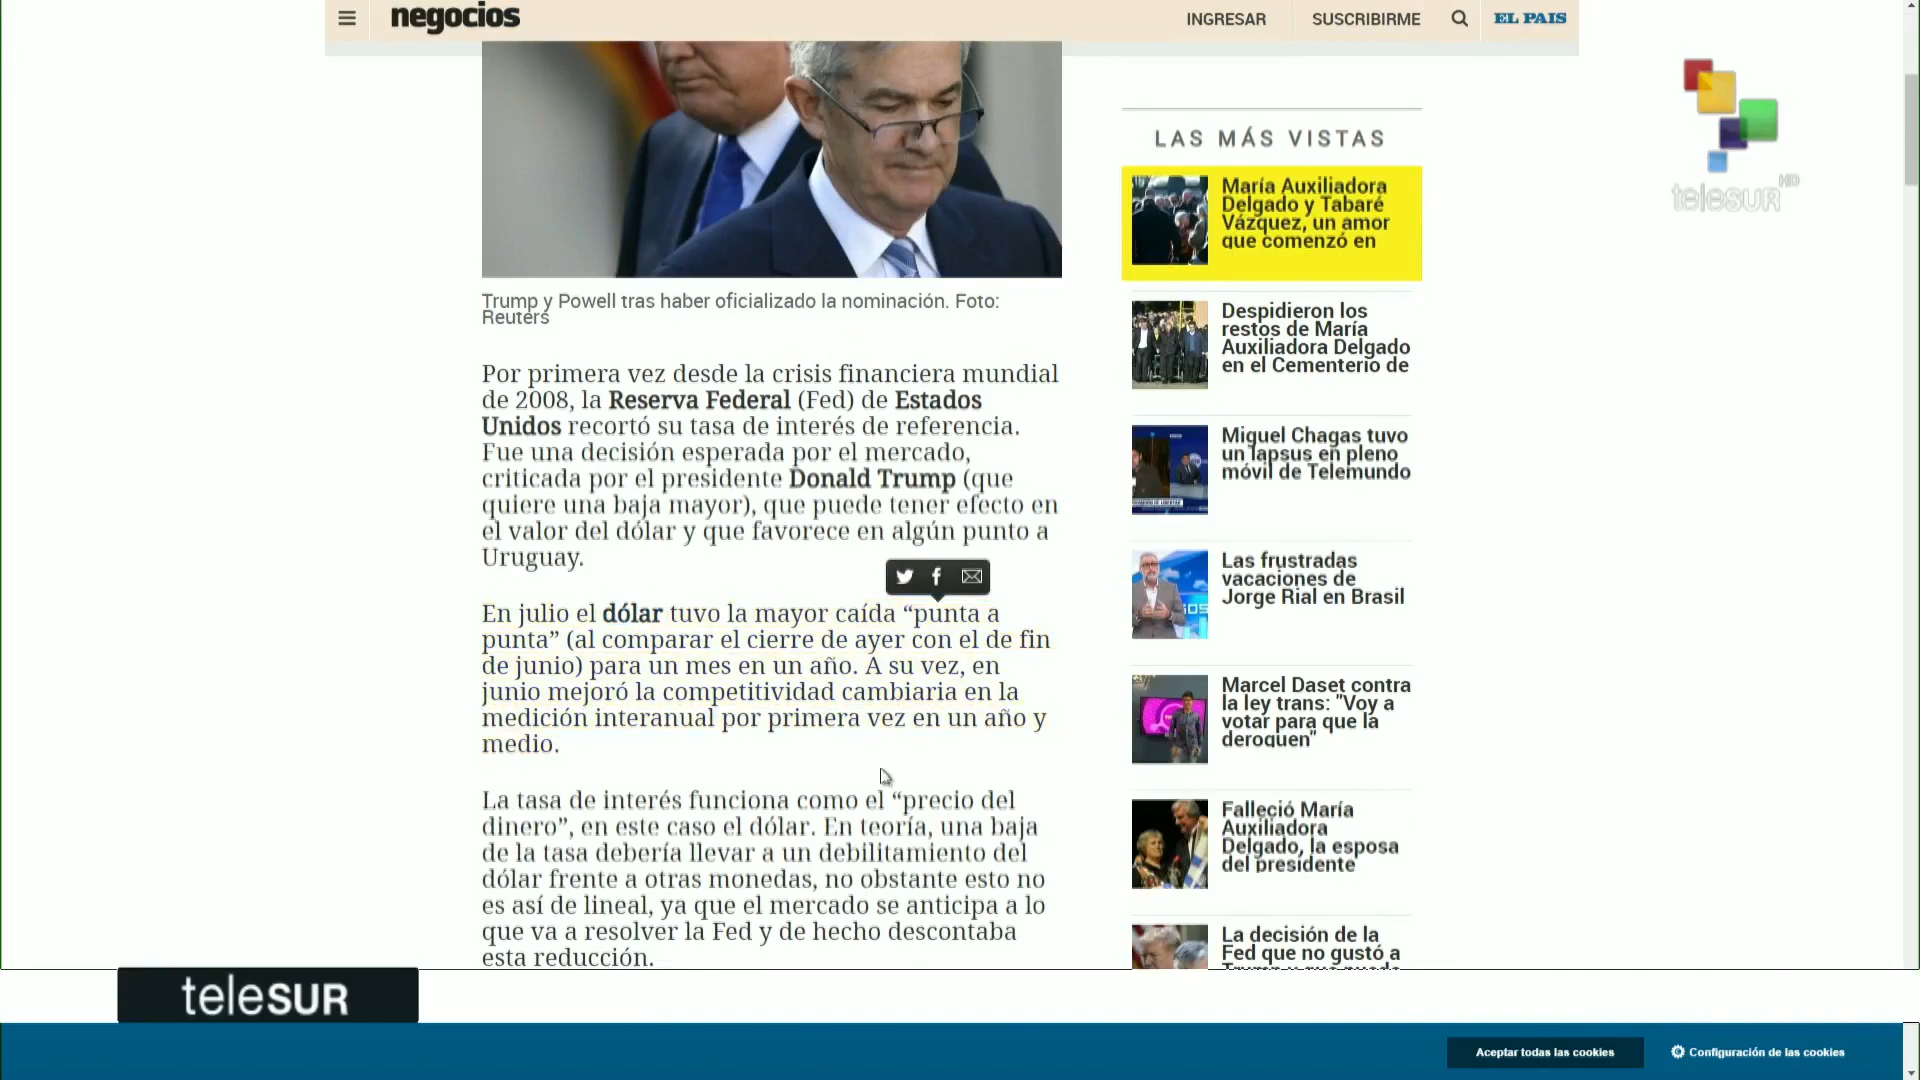 negocios
INGRESAR
SUSCRIBIRME
EL PAIS
Trump y Powell tras haber oficializado la nominación. Foto:
Reuters
Por primera vez desde la crisis financiera mundial
de 2008, la Reserva Federal (Fed) de Estados
Unidos recortó su tasa de interés de referencia.
Fue una decisión esperada por el mercado,
criticada por el presidente Donald Trump (que
quiere una baja mayor), que puede tener efecto en
el valor del dólar y que favorece en algún punto a
Uruguay.
En julio el dólar tuvo la mayor caída “punta a
punta” (al comparar el cierre de ayer con el de fin
de junio) para un mes en un año. A su vez, en
junio mejoró la competitividad cambiaria en la
medición interanual por primera vez en un año y
medio.
La tasa de interés funciona como el “precio del
dinero”, en este caso el dólar. En teoría, una baja
de la tasa debería llevar a un debilitamiento del
dólar frente a otras monedas, no obstante esto no
es así de lineal, ya que el mercado se anticipa a lo
que va a resolver la Fed y de hecho descontaba
esta reducción.
LAS MÁS VISTAS
María Auxiliadora
Delgado y Tabaré
Vázquez, un amor
que comenzó en
Despidieron los
restos de María
Auxiliadora Delgado
en el Cementerio de
Miguel Chagas tuvo
un lapsus en pleno
móvil de Telemundo
Las frustradas
vacaciones de
Jorge Rial en Brasil
Marcel Daset contra
la ley trans: "Voy a
votar para que la
deroguen"
Falleció María
Auxiliadora
Delgado, la esposa
del presidente
La decisión de la
Fed que no gustó a
teleSUR HD
teleSUR
Aceptar todas las cookies
Configuración de las cookies